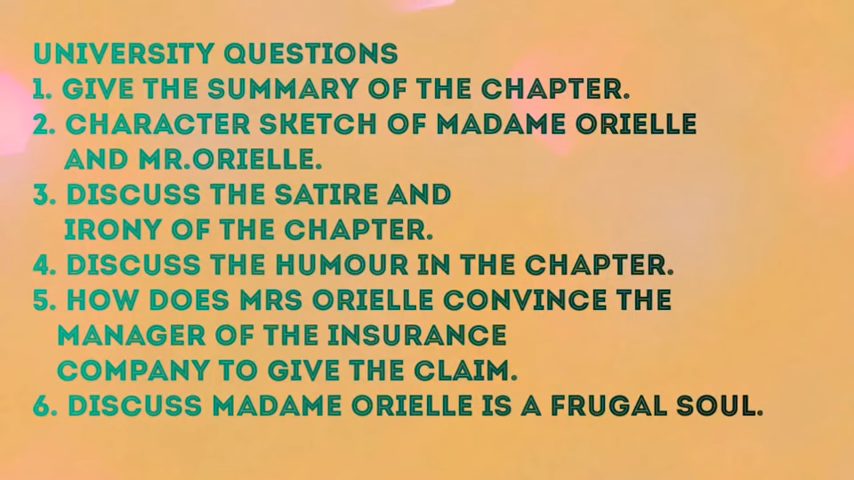 UNIVERSITY QUESTIONS
1. GIVE THE SUMMARY OF THE CHAPTER.
2. CHARACTER SKETCH OF MADAME ORIELLE
AND MR.ORIELLE.
3. DISCUSS THE SATIRE AND
IRONY OF THE CHAPTER.
4. DISCUSS THE HUMOUR IN THE CHAPTER.
5. HOW DOES MRS ORIELLE CONVINCE THE
MANAGER OF THE INSURANCE
COMPANY TO GIVE THE CLAIM.
6. DISCUSS MADAME ORIELLE IS A FRUGAL SOUL.